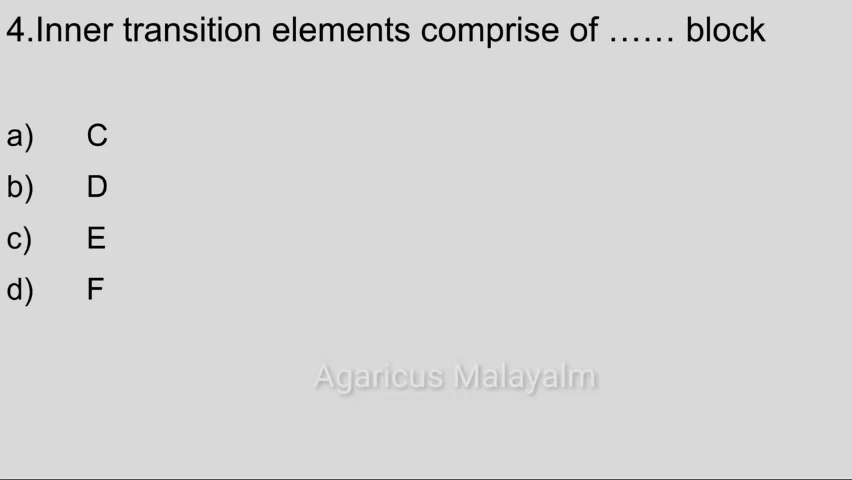 4.Inner transition elements comprise of ...... block
a) C
b) D
c) E
d) F
Agaricus Malayalm